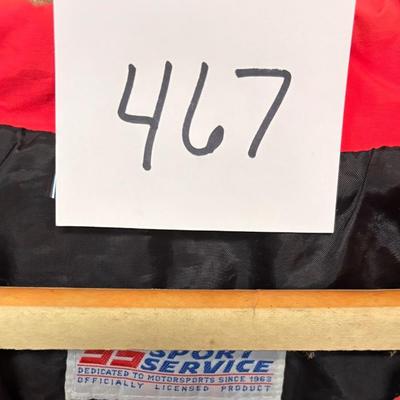 467
SPORT
SERVICE
DEDICATED TO MOTORSPORTS SINCE 1963
OFFICIALLY LICENSED PRODUCT